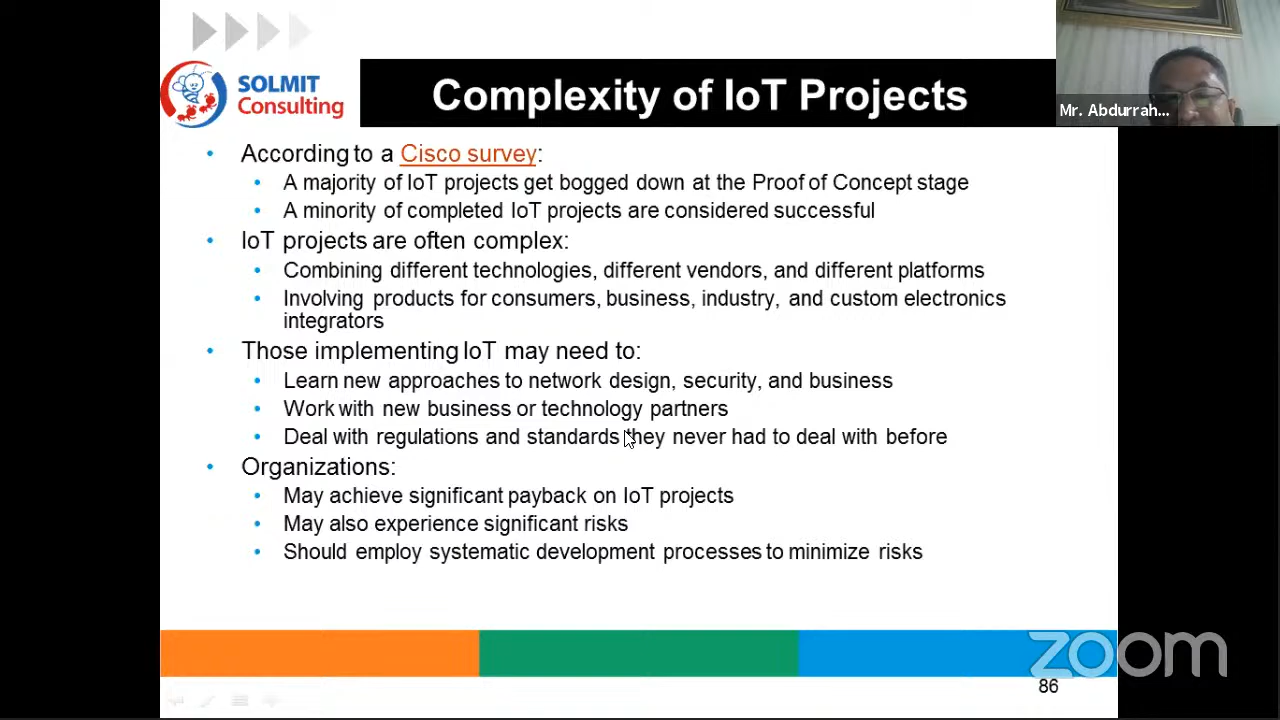 SOLMIT
Consulting
Complexity of IoT Projects
Mr. Abdurrah...
• According to a Cisco survey:
• A majority of IoT projects get bogged down at the Proof of Concept stage
• A minority of completed IoT projects are considered successful
• IoT projects are often complex:
• Combining different technologies, different vendors, and different platforms
• Involving products for consumers, business, industry, and custom electronics
integrators
• Those implementing IoT may need to:
• Learn new approaches to network design, security, and business
• Work with new business or technology partners
• Deal with regulations and standards they never had to deal with before
• Organizations:
• May achieve significant payback on IoT projects
• May also experience significant risks
• Should employ systematic development processes to minimize risks
zoom
86